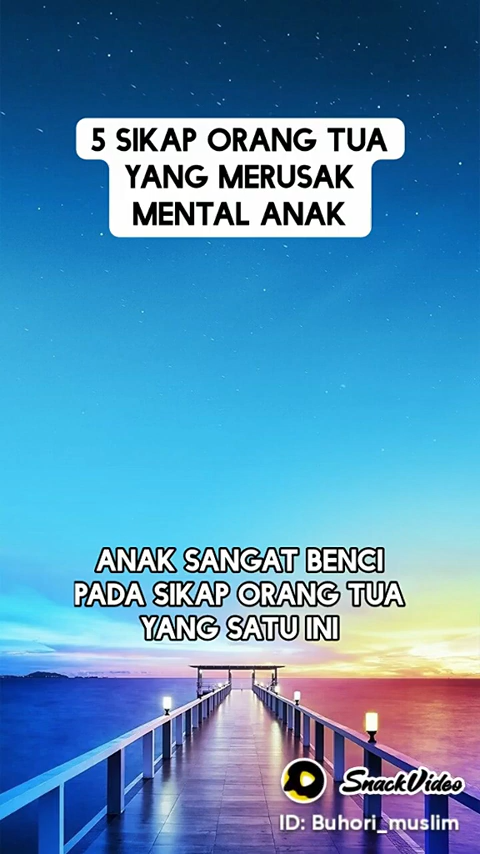 5 SIKAP ORANG TUA
YANG MERUSAK
MENTAL ANAK
ANAK SANGAT BENCI
PADA SIKAP ORANG TUA
YANG SATU INI
SnackVideo
ID: Buhori_muslim